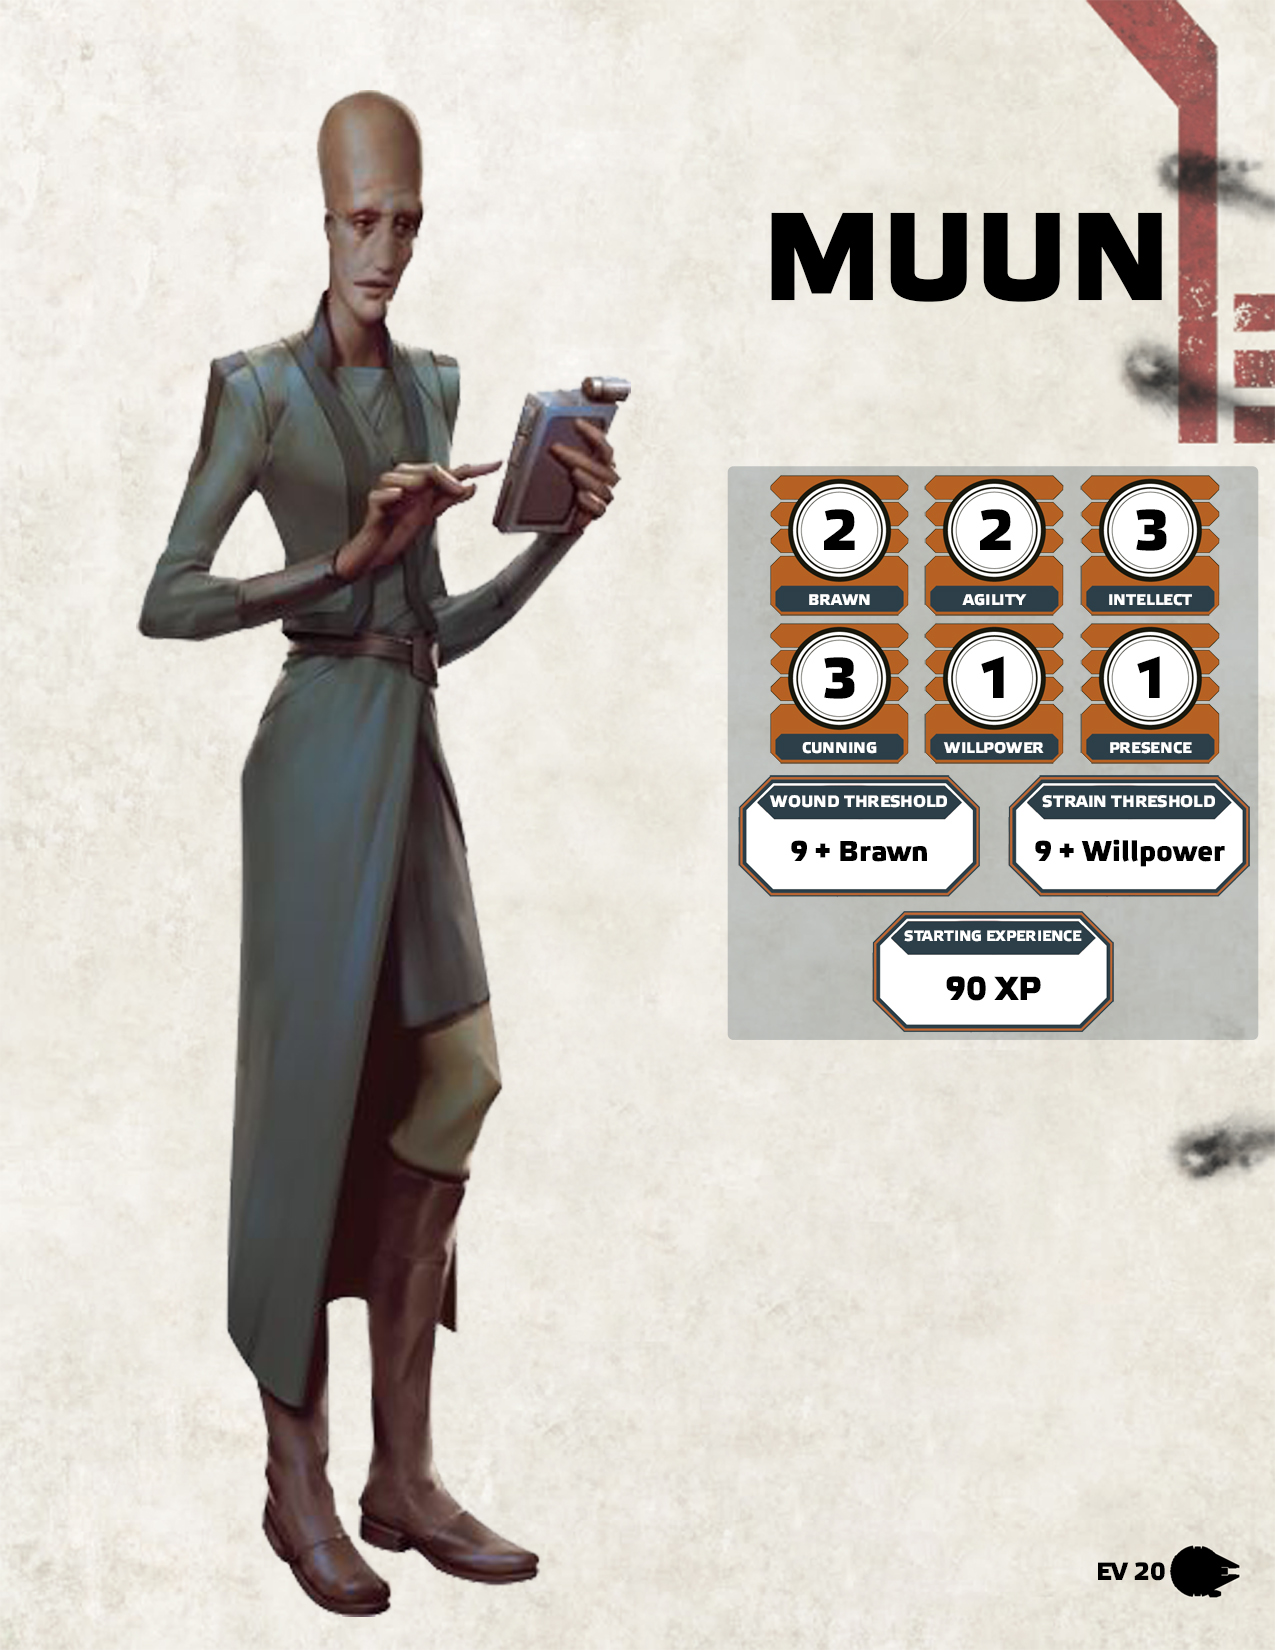 MUUN
2 2 3
BRAWN AGILITY INTELLECT
3 1 1
CUNNING WILLPOWER PRESENCE
WOUND THRESHOLD STRAIN THRESHOLD
9 + Brawn 9 + Willpower
STARTING EXPERIENCE
90 XP
EV 20